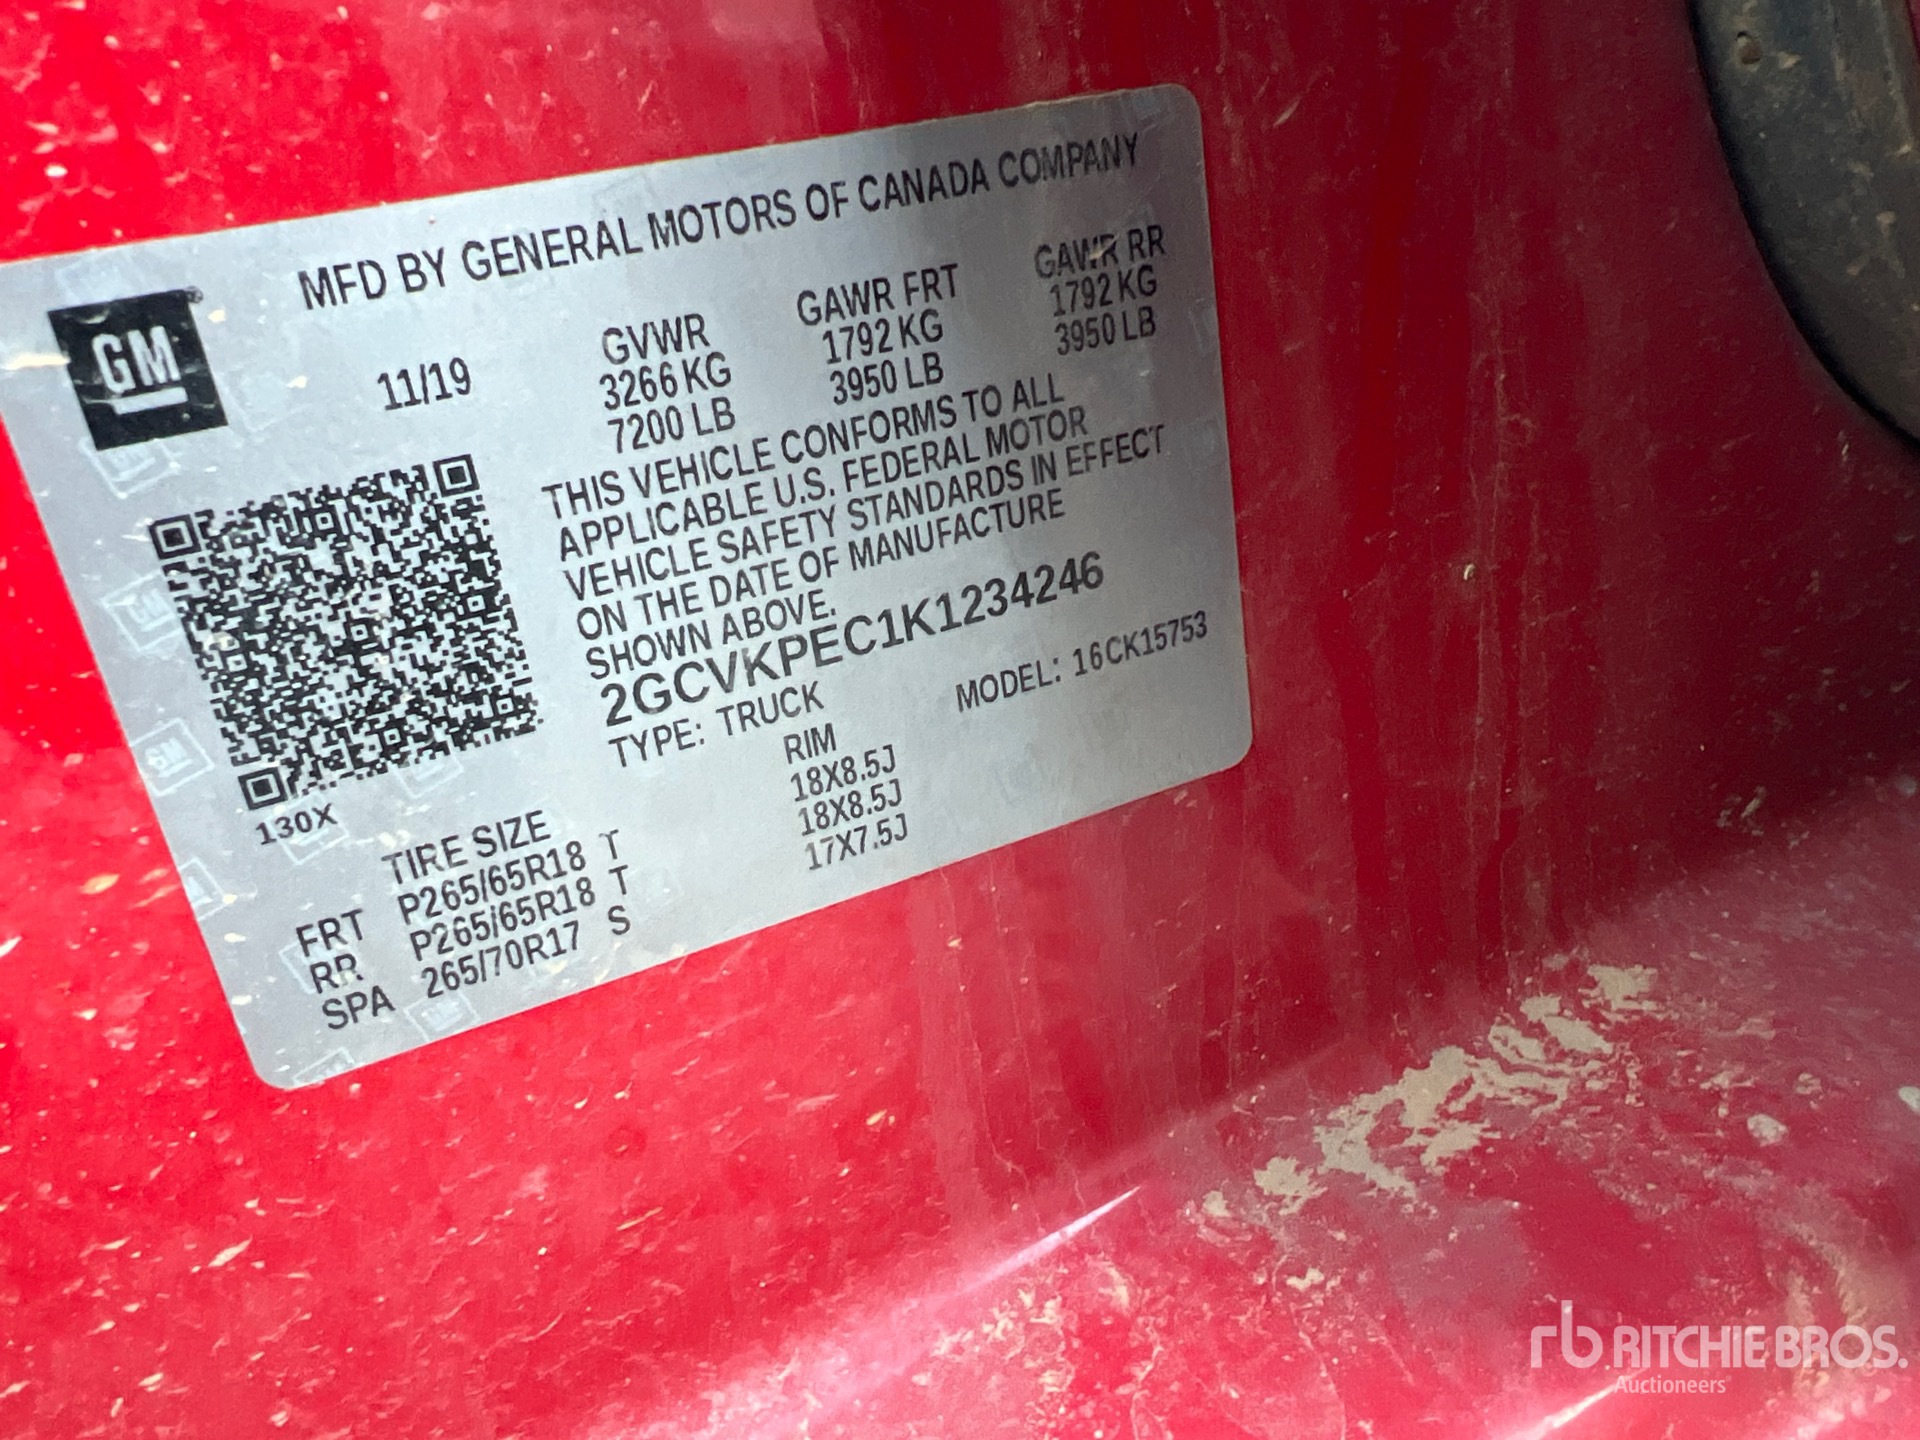 MFD BY GENERAL MOTORS OF CANADA COMPANY
GM
11/19
GVWR
3266 KG
7200 LB
GAWR FRT
1792 KG
3950 LB
GAWR RR
1792 KG
3950 LB
THIS VEHICLE CONFORMS TO ALL
APPLICABLE U.S. FEDERAL MOTOR
VEHICLE SAFETY STANDARDS IN EFFECT
ON THE DATE OF MANUFACTURE
SHOWN ABOVE.
2GCVKPEC1K1234246
TYPE: TRUCK MODEL: 16CK15753
130X
TIRE SIZE RIM
FRT P265/65R18 T 18X8.5J
RR P265/65R18 T 18X8.5J
SPA 265/70R17 S 17X7.5J
rb RITCHIE BROS.
Auctioneers